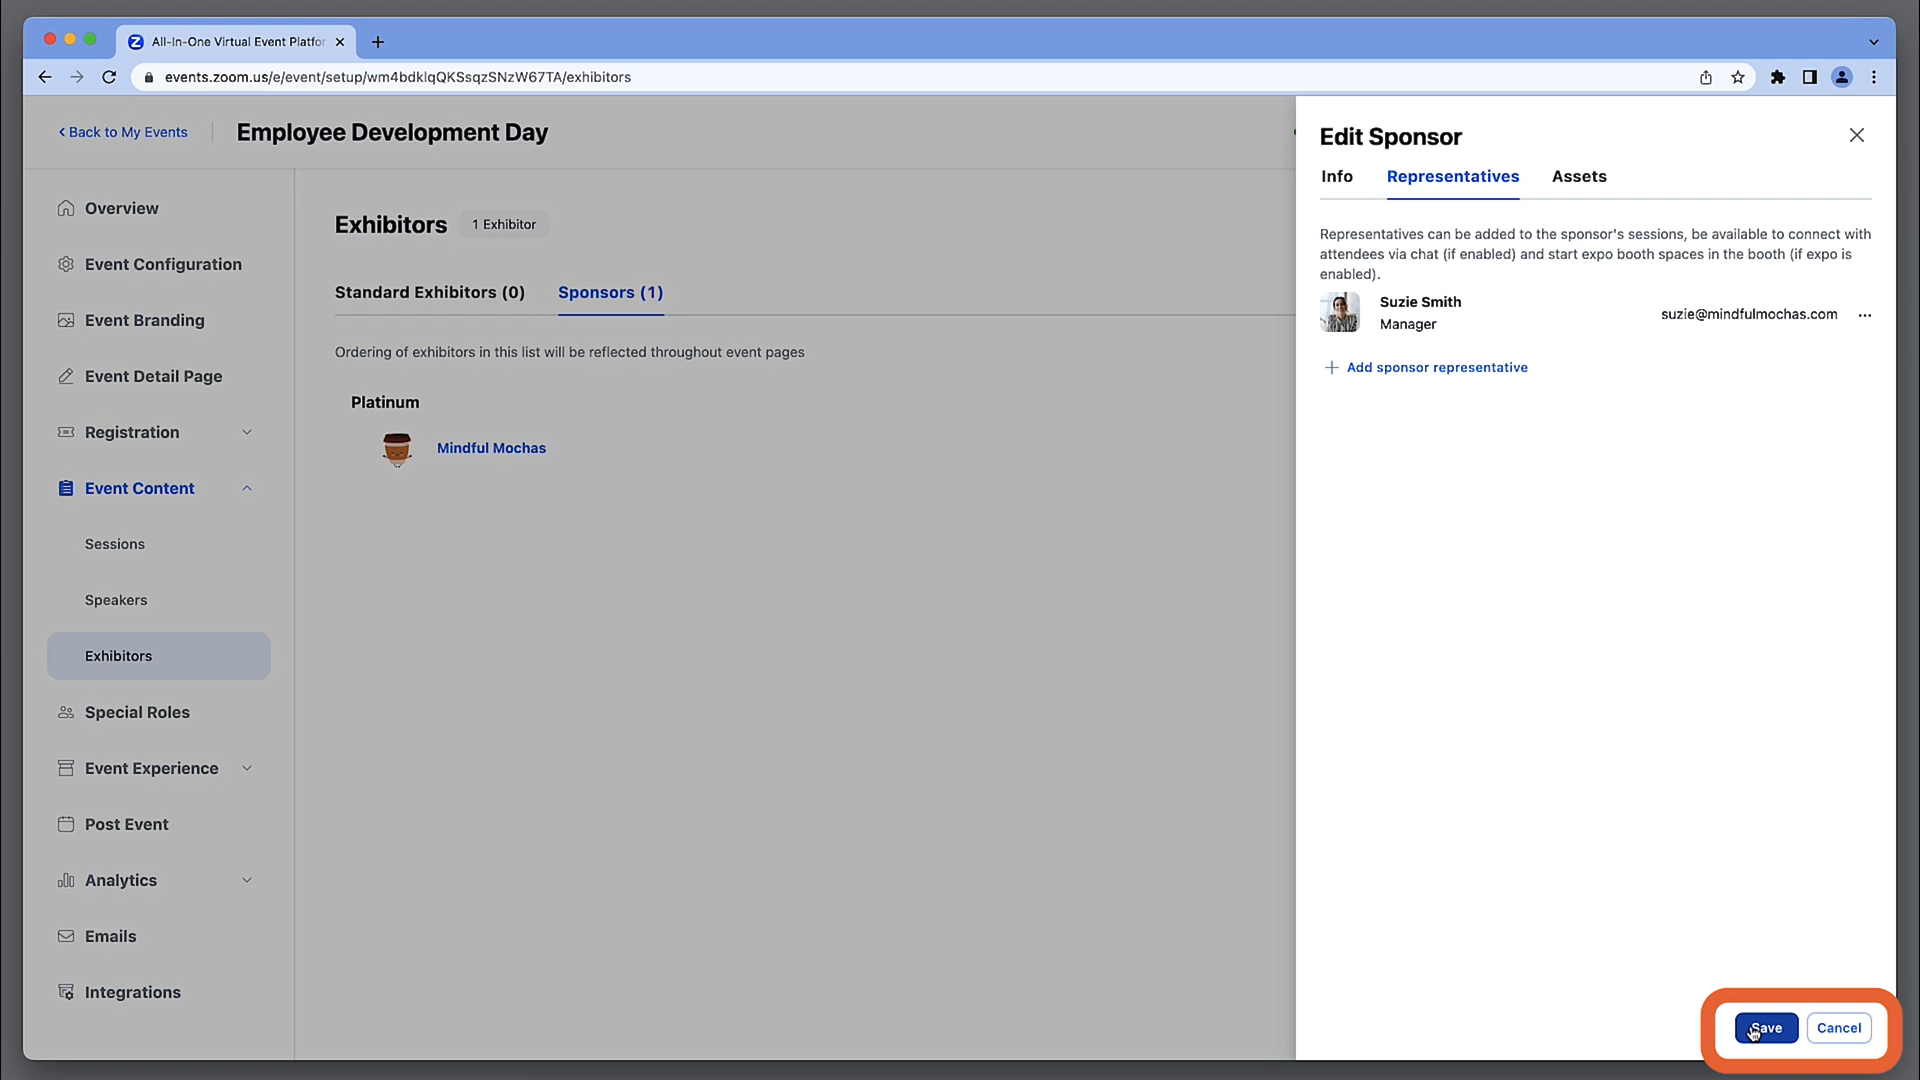 All-In-One Virtual Event Platfor
events.zoom.us/e/event/setup/wm4bdklqQKSsqzSNzW67TA/exhibitors
Back to My Events
Employee Development Day
Overview
Event Configuration
Event Branding
Event Detail Page
Registration
Event Content
Sessions
Speakers
Exhibitors
Special Roles
Event Experience
Post Event
Analytics
Emails
Integrations
Exhibitors
1 Exhibitor
Standard Exhibitors (0)
Sponsors (1)
Ordering of exhibitors in this list will be reflected throughout event pages
Platinum
Mindful Mochas
Edit Sponsor
Info
Representatives
Assets
Representatives can be added to the sponsor's sessions, be available to connect with
attendees via chat (if enabled) and start expo booth spaces in the booth (if expo is
enabled).
Suzie Smith
Manager
suzie@mindfulmochas.com
Add sponsor representative
Save
Cancel